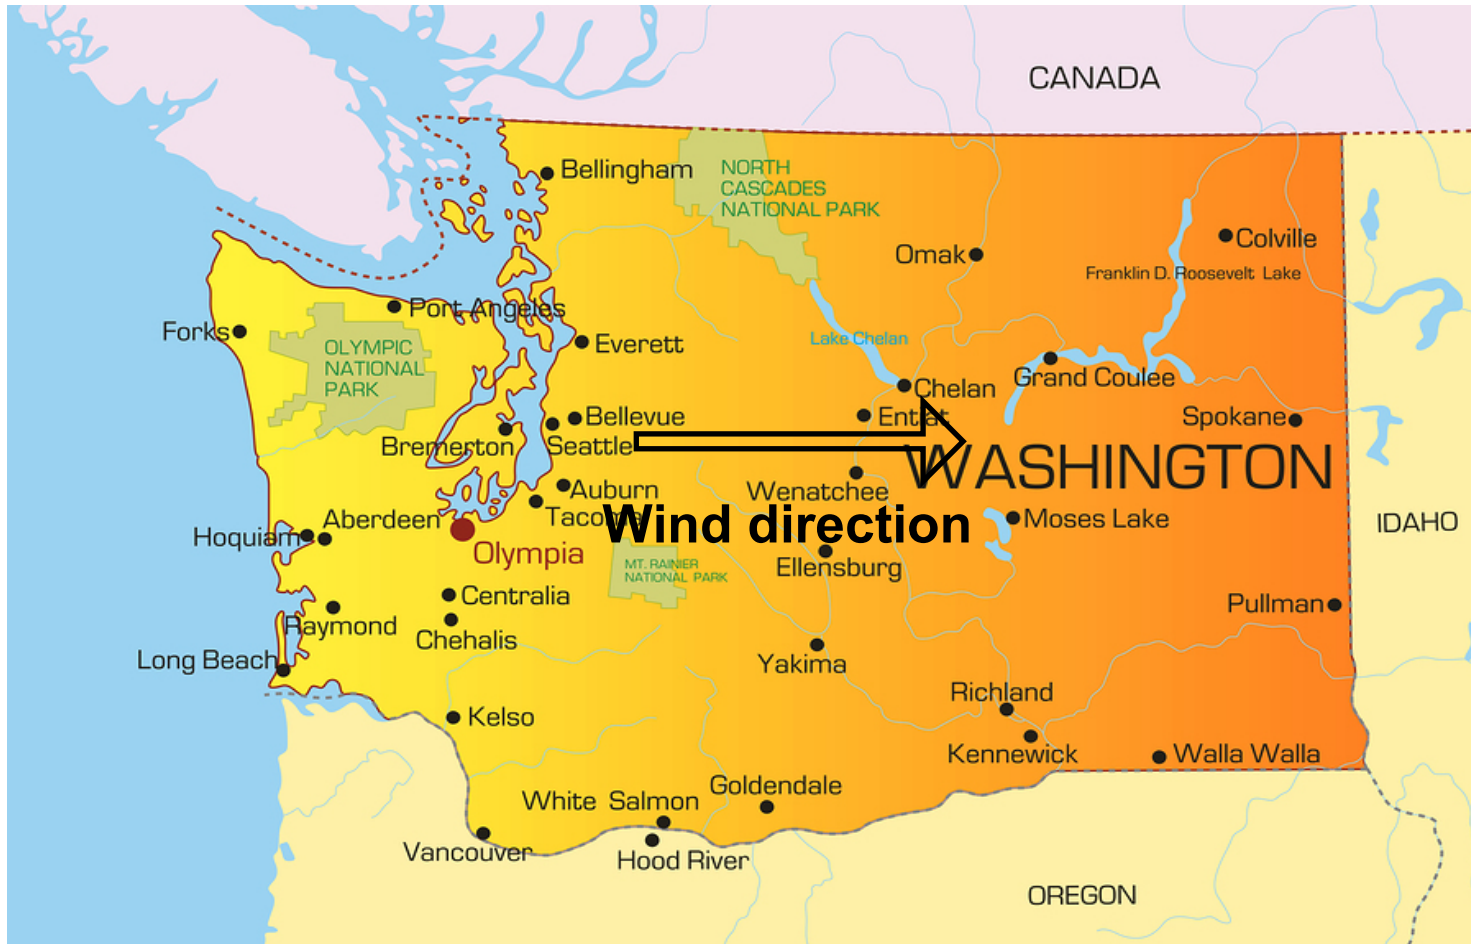 CANADA
Bellingham
NORTH
CASCADES
NATIONAL PARK
Omak
Colville
Franklin D. Roosevelt Lake
Port Angeles
Forks
OLYMPIC
NATIONAL
PARK
Everett
Lake Chelan
Chelan
Grand Coulee
Entiat
Bellevue
Spokane
Bremerton
Seattle
WASHINGTON
Auburn
Wenatchee
Tacoma
Wind direction
Moses Lake
IDAHO
Aberdeen
Hoquiam
Olympia
MT. RAINIER
NATIONAL PARK
Ellensburg
Centralia
Pullman
Raymond
Chehalis
Long Beach
Yakima
Richland
Kelso
Kennewick
Walla Walla
Goldendale
White Salmon
Vancouver
Hood River
OREGON